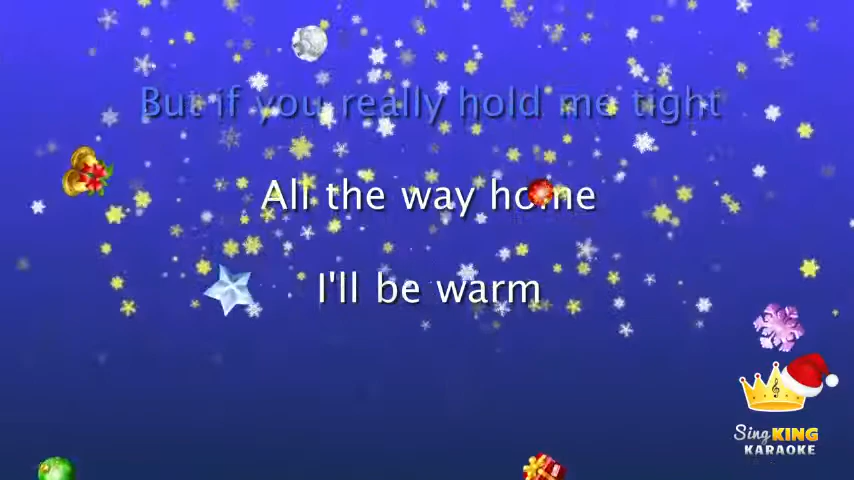 But if you really hold me tight
All the way home
I'll be warm
Sing KING
KARAOKE